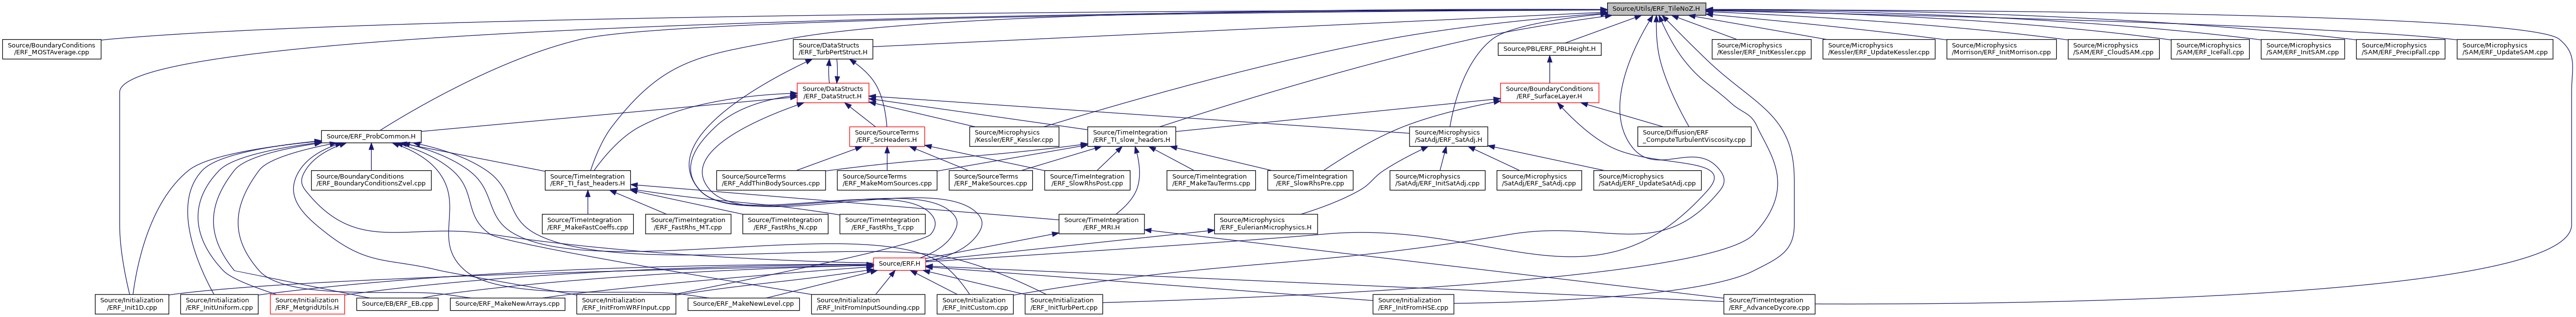 Source/Utils/ERF_TileNoZ.H
Source/BoundaryConditions
/ERF_MOSTAverage.cpp
Source/DataStructs
/ERF_TurbPertStruct.H
Source/PBL/ERF_PBLHeight.H
Source/Microphysics
/Kessler/ERF_InitKessler.cpp
Source/Microphysics
/Kessler/ERF_UpdateKessler.cpp
Source/Microphysics
/Morrison/ERF_InitMorrison.cpp
Source/Microphysics
/SAM/ERF_CloudSAM.cpp
Source/Microphysics
/SAM/ERF_IceFall.cpp
Source/Microphysics
/SAM/ERF_InitSAM.cpp
Source/Microphysics
/SAM/ERF_PrecipFall.cpp
Source/Microphysics
/SAM/ERF_UpdateSAM.cpp
Source/DataStructs
/ERF_DataStruct.H
Source/BoundaryConditions
/ERF_SurfaceLayer.H
Source/ERF_ProbCommon.H
Source/SourceTerms
/ERF_SrcHeaders.H
Source/Microphysics
/Kessler/ERF_Kessler.cpp
Source/TimeIntegration
/ERF_TI_slow_headers.H
Source/Microphysics
/SatAdj/ERF_SatAdj.H
Source/Diffusion/ERF
_ComputeTurbulentViscosity.cpp
Source/BoundaryConditions
/ERF_BoundaryConditionsZvel.cpp
Source/TimeIntegration
/ERF_TI_fast_headers.H
Source/SourceTerms
/ERF_AddThinBodySources.cpp
Source/SourceTerms
/ERF_MakeMomSources.cpp
Source/SourceTerms
/ERF_MakeSources.cpp
Source/TimeIntegration
/ERF_SlowRhsPost.cpp
Source/TimeIntegration
/ERF_MakeTauTerms.cpp
Source/TimeIntegration
/ERF_SlowRhsPre.cpp
Source/Microphysics
/SatAdj/ERF_InitSatAdj.cpp
Source/Microphysics
/SatAdj/ERF_SatAdj.cpp
Source/Microphysics
/SatAdj/ERF_UpdateSatAdj.cpp
Source/TimeIntegration
/ERF_MakeFastCoeffs.cpp
Source/TimeIntegration
/ERF_FastRhs_MT.cpp
Source/TimeIntegration
/ERF_FastRhs_N.cpp
Source/TimeIntegration
/ERF_FastRhs_T.cpp
Source/TimeIntegration
/ERF_MRI.H
Source/Microphysics
/ERF_EulerianMicrophysics.H
Source/ERF.H
Source/Initialization
/ERF_Init1D.cpp
Source/Initialization
/ERF_InitUniform.cpp
Source/Initialization
/ERF_MetgridUtils.H
Source/EB/ERF_EB.cpp
Source/ERF_MakeNewArrays.cpp
Source/Initialization
/ERF_InitFromWRFInput.cpp
Source/ERF_MakeNewLevel.cpp
Source/Initialization
/ERF_InitFromInputSounding.cpp
Source/Initialization
/ERF_InitCustom.cpp
Source/Initialization
/ERF_InitTurbPert.cpp
Source/Initialization
/ERF_InitFromHSE.cpp
Source/TimeIntegration
/ERF_AdvanceDycore.cpp